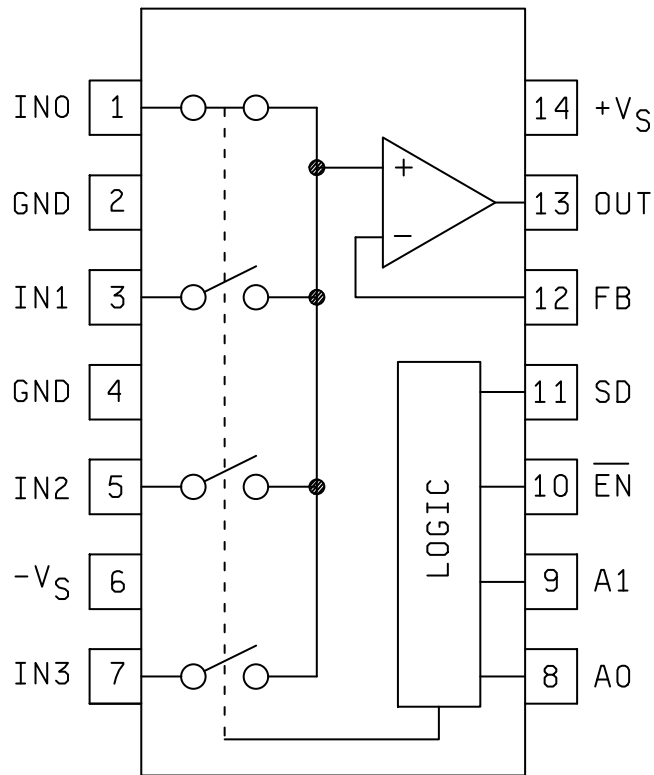 IN0 1 14 +VS
GND 2 + 13 OUT
IN1 3 − 12 FB
GND 4 11 SD
IN2 5 LOGIC 10 E̅N̅
-VS 6 9 A1
IN3 7 8 A0